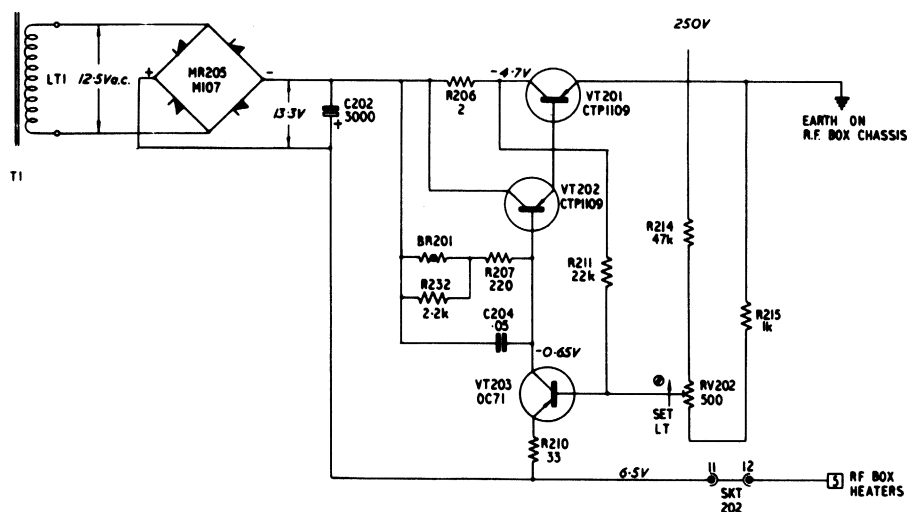 250V
+
MR205
M107
-
LT1
12·5Va.c.
T1
13·3V
C202
3000
+
R206
2
-4·7V
VT201
CTP1109
EARTH ON
R.F. BOX CHASSIS
VT202
CTP1109
BR201
R207
220
R232
2·2k
C204
·05
R211
22k
R214
47k
R215
1k
-0·65V
VT203
OC71
SET
LT
RV202
500
R210
33
6·5V
11
12
SKT
202
5
RF BOX
HEATERS